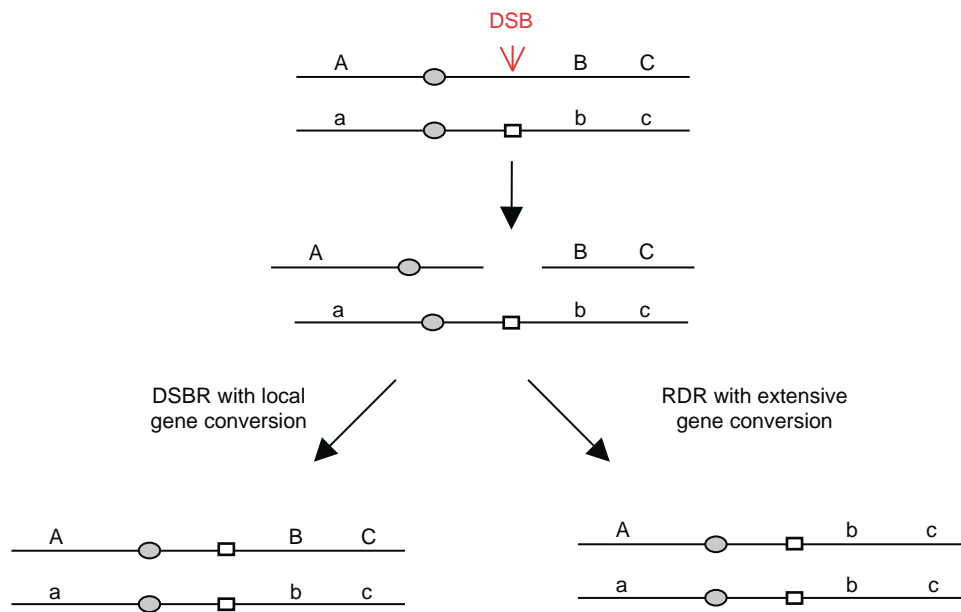 DSB
A B C
a b c
A B C
a b c
DSBR with local
gene conversion
RDR with extensive
gene conversion
A B C
a b c
A b c
a b c